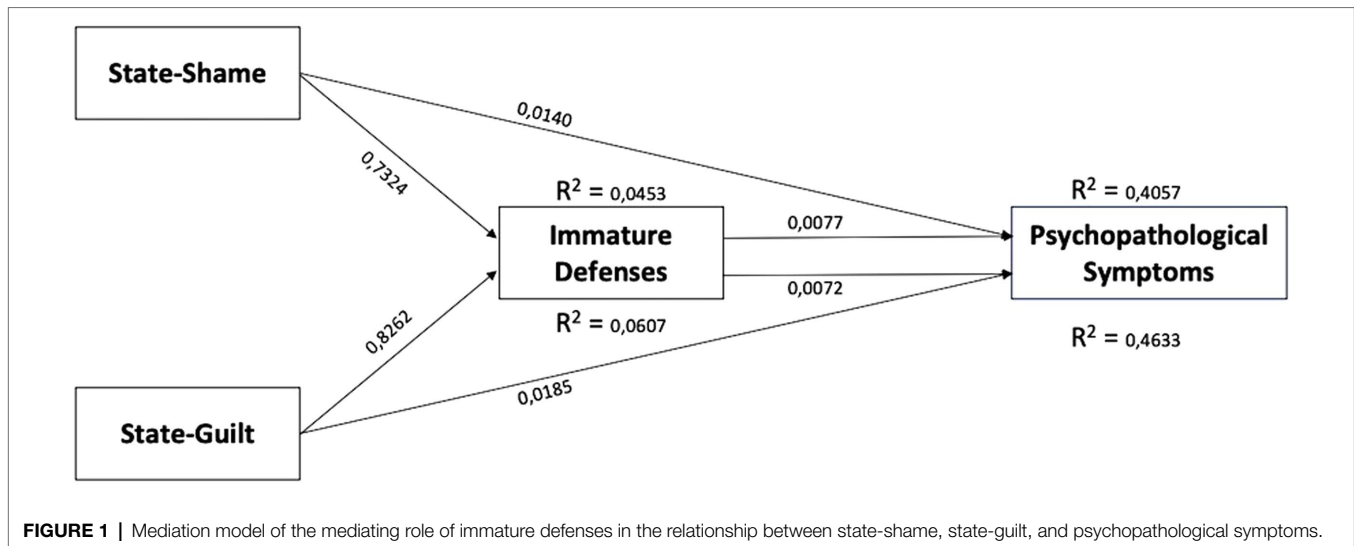 State-Shame
0,0140
0,7324
R² = 0,0453
R² = 0,4057
Immature
Defenses
0,0077
0,0072
Psychopathological
Symptoms
R² = 0,0607
R² = 0,4633
0,8262
0,0185
State-Guilt
FIGURE 1 | Mediation model of the mediating role of immature defenses in the relationship between state-shame, state-guilt, and psychopathological symptoms.